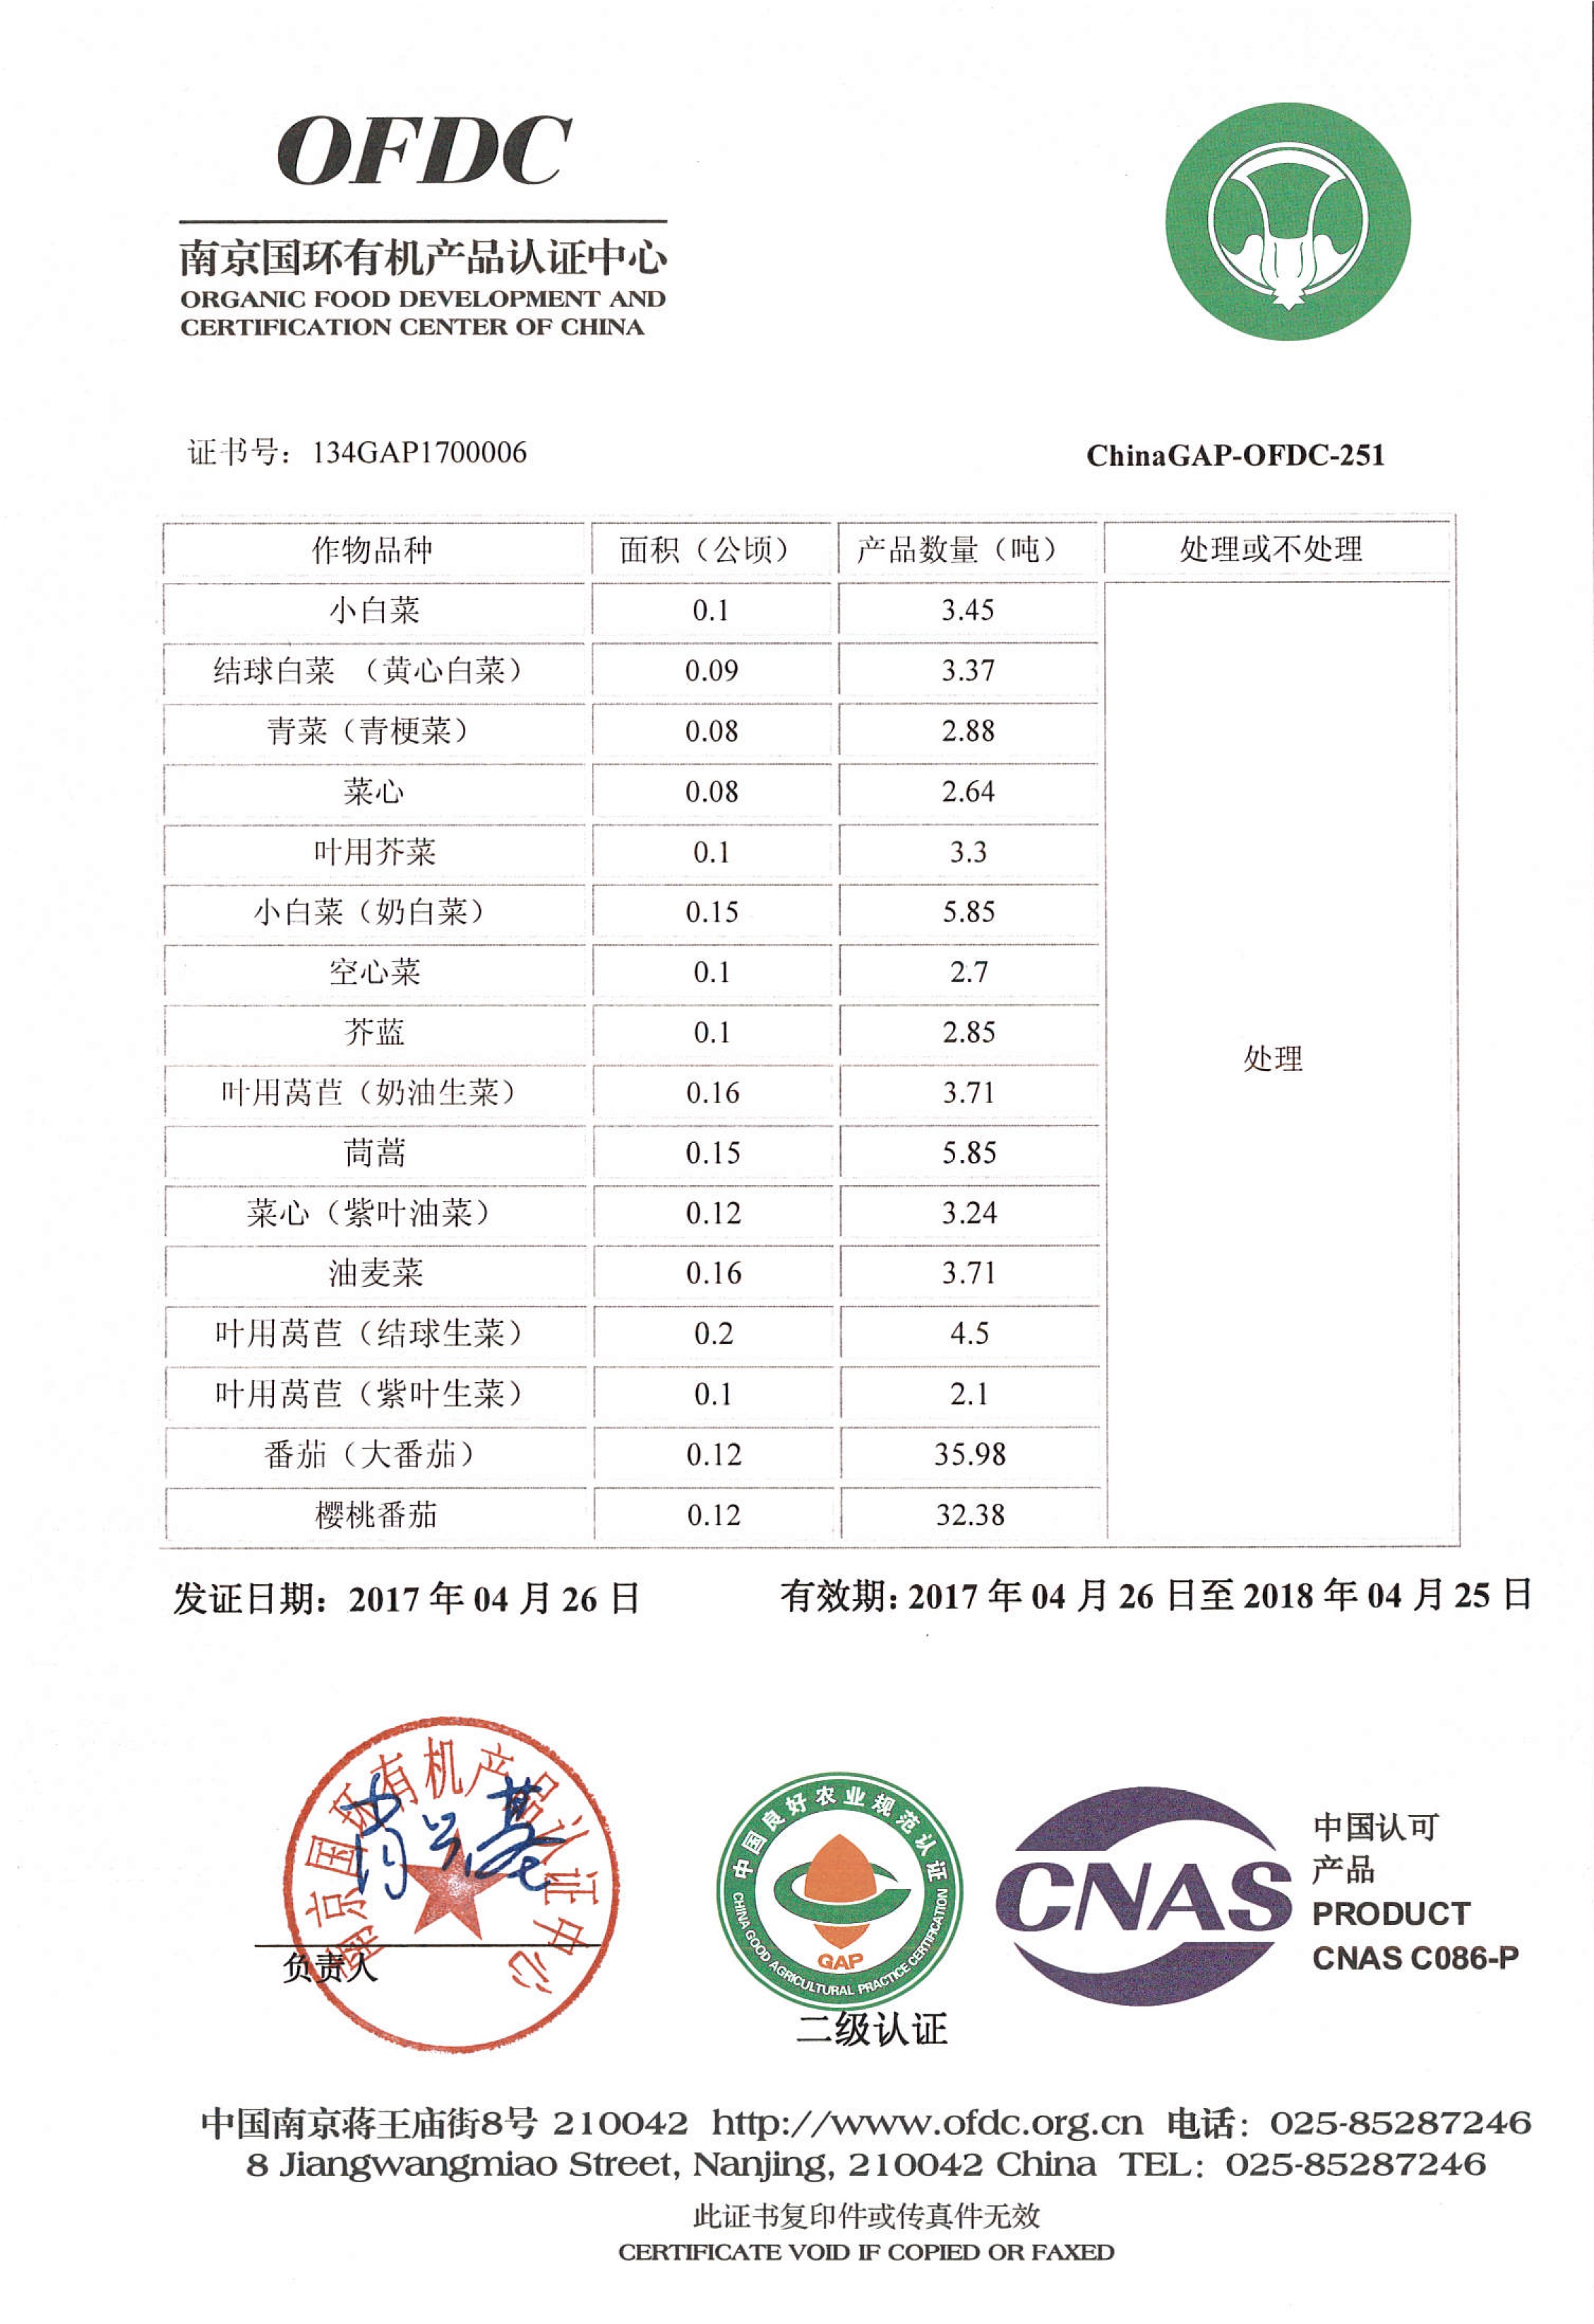 OFDC
南京国环有机产品认证中心
ORGANIC FOOD DEVELOPMENT AND
CERTIFICATION CENTER OF CHINA
证书号：134GAP1700006 ChinaGAP-OFDC-251
作物品种 面积（公顷） 产品数量（吨） 处理或不处理
小白菜 0.1 3.45
结球白菜 （黄心白菜） 0.09 3.37
青菜（青梗菜） 0.08 2.88
菜心 0.08 2.64
叶用芥菜 0.1 3.3
小白菜（奶白菜） 0.15 5.85
空心菜 0.1 2.7
芥蓝 0.1 2.85
处理
叶用莴苣（奶油生菜） 0.16 3.71
茼蒿 0.15 5.85
菜心（紫叶油菜） 0.12 3.24
油麦菜 0.16 3.71
叶用莴苣（结球生菜） 0.2 4.5
叶用莴苣（紫叶生菜） 0.1 2.1
番茄（大番茄） 0.12 35.98
樱桃番茄 0.12 32.38
发证日期：2017 年 04 月 26 日 有效期: 2017 年 04 月 26 日至 2018 年 04 月 25 日
南京国环有机产品认证中心
负责人
中国良好农业规范认证
GAP
CHINA GOOD AGRICULTURAL PRACTICE CERTIFICATION
二级认证
CNAS
中国认可
产品
PRODUCT
CNAS C086-P
中国南京蒋王庙街8号 210042 http://www.ofdc.org.cn 电话：025-85287246
8 Jiangwangmiao Street, Nanjing, 210042 China TEL：025-85287246
此证书复印件或传真件无效
CERTIFICATE VOID IF COPIED OR FAXED